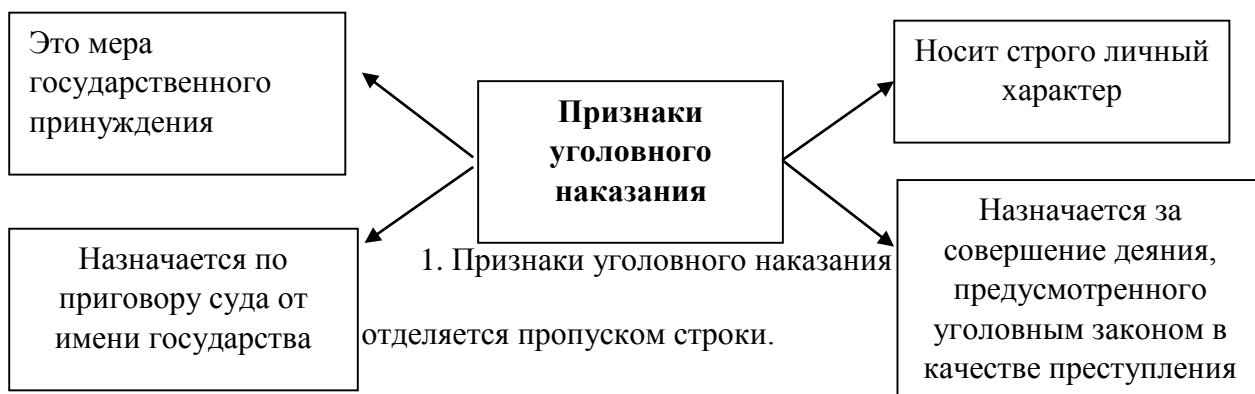 Это мера
государственного
принуждения
Признаки
уголовного
наказания
Носит строго личный
характер
Назначается по
приговору суда от
имени государства
1. Признаки уголовного наказания
отделяется пропуском строки.
Назначается за
совершение деяния,
предусмотренного
уголовным законом в
качестве преступления